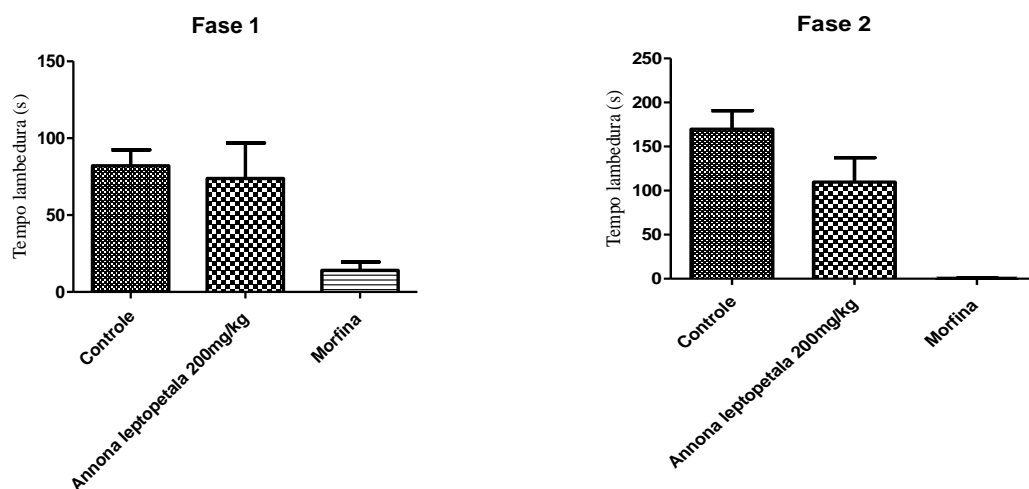 Fase 1
Tempo lambedura (s)
150
100
50
0
Controle
Annona leptopetala 200mg/kg
Morfina
Fase 2
Tempo lambedura (s)
250
200
150
100
50
0
Controle
Annona leptopetala 200mg/kg
Morfina